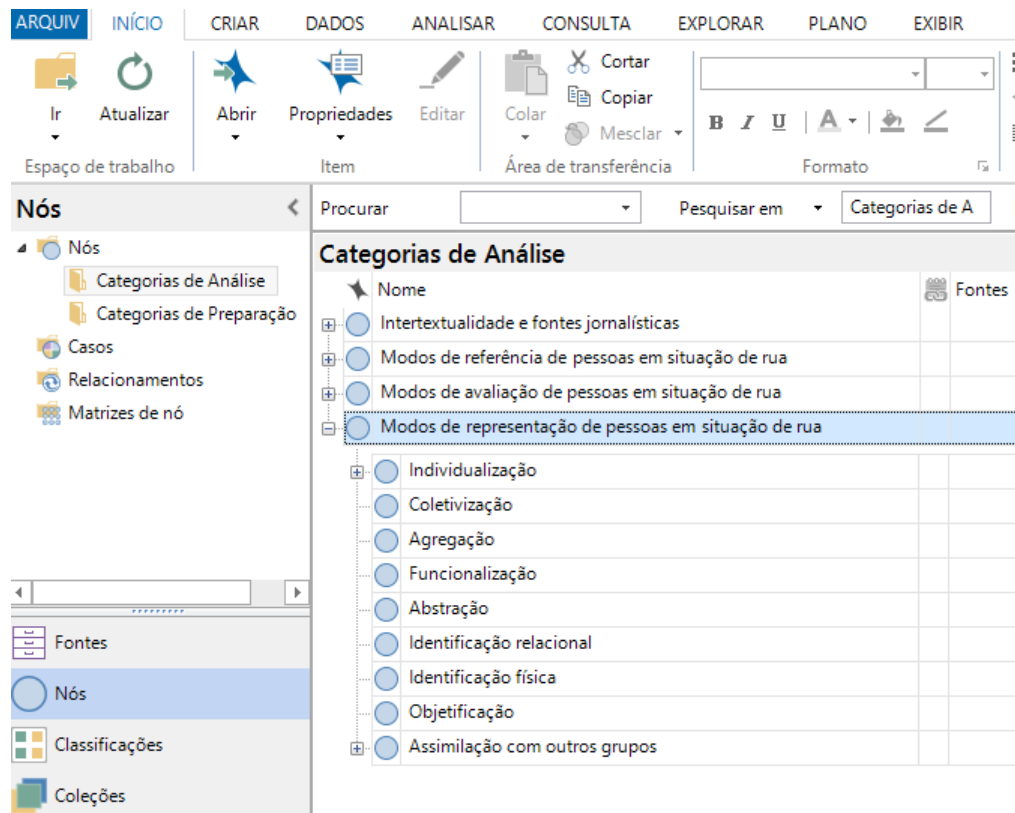 ARQUIV INÍCIO CRIAR DADOS ANALISAR CONSULTA EXPLORAR PLANO EXIBIR
Ir Atualizar Abrir Propriedades Editar Colar
Cortar
Copiar
Mesclar
B I U A
Espaço de trabalho Item Área de transferência Formato
Nós
Procurar Pesquisar em Categorias de A
Nós
Categorias de Análise
Categorias de Preparação
Casos
Relacionamentos
Matrizes de nó
Fontes
Nós
Classificações
Coleções
Categorias de Análise
Nome Fontes
Intertextualidade e fontes jornalísticas
Modos de referência de pessoas em situação de rua
Modos de avaliação de pessoas em situação de rua
Modos de representação de pessoas em situação de rua
Individualização
Coletivização
Agregação
Funcionalização
Abstração
Identificação relacional
Identificação física
Objetificação
Assimilação com outros grupos